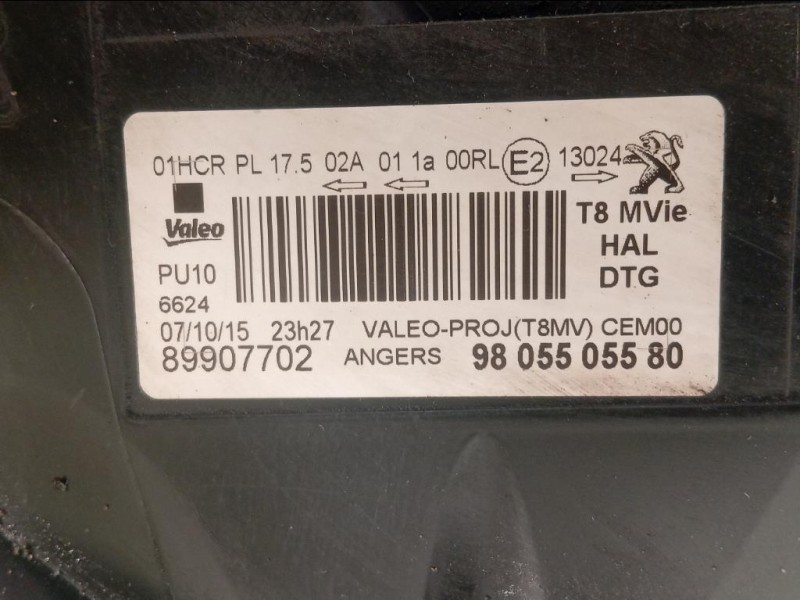 01HCR PL 17.5 02A 01 1a 00RL E2 13024
Valeo
T8 MVie
HAL
PU10
DTG
6624
07/10/15 23h27 VALEO-PROJ(T8MV) CEM00
89907702 ANGERS 98 055 055 80